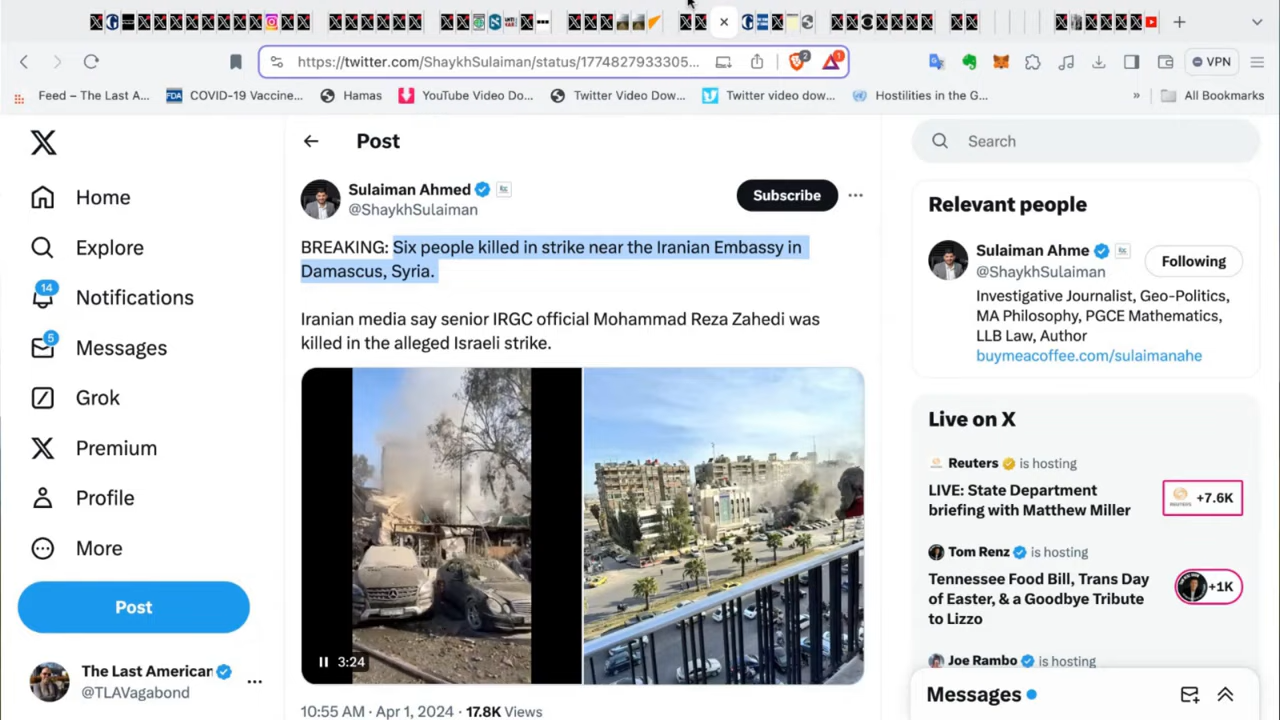 https://twitter.com/ShaykhSulaiman/status/1774827933305...
2
1
VPN
Feed – The Last A...
FDA
COVID-19 Vaccine...
Hamas
YouTube Video Do...
Twitter Video Dow...
Twitter video dow...
Hostilities in the G...
»
All Bookmarks
Home
Explore
14
Notifications
5
Messages
Grok
Premium
Profile
More
Post
The Last American
@TLAVagabond
Post
Sulaiman Ahmed
@ShaykhSulaiman
Subscribe
BREAKING: Six people killed in strike near the Iranian Embassy in
Damascus, Syria.
Iranian media say senior IRGC official Mohammad Reza Zahedi was
killed in the alleged Israeli strike.
3:24
10:55 AM · Apr 1, 2024 · 17.8K Views
Search
Relevant people
Sulaiman Ahme
@ShaykhSulaiman
Following
Investigative Journalist, Geo-Politics,
MA Philosophy, PGCE Mathematics,
LLB Law, Author
buymeacoffee.com/sulaimanahe
Live on X
Reuters is hosting
LIVE: State Department
briefing with Matthew Miller
+7.6K
Tom Renz is hosting
Tennessee Food Bill, Trans Day
of Easter, & a Goodbye Tribute
to Lizzo
+1K
Joe Rambo is hosting
Messages